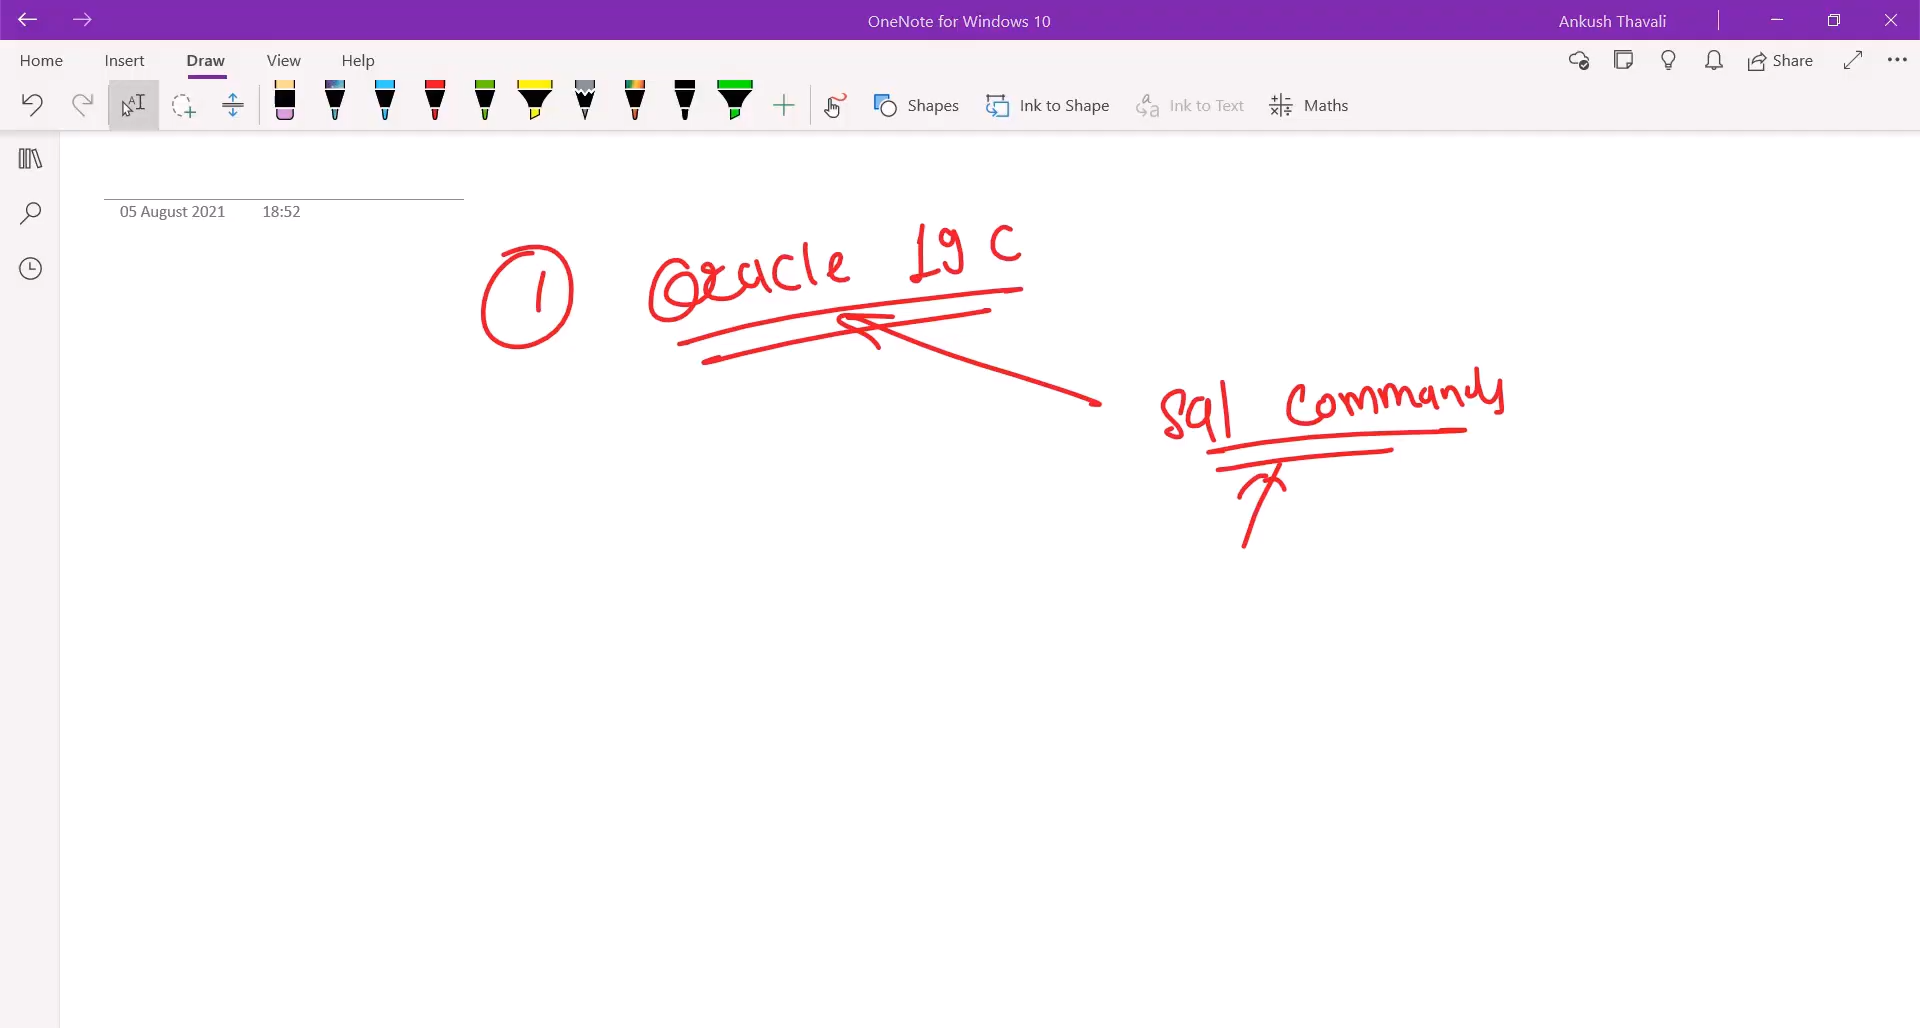 OneNote for Windows 10
Ankush Thavali
Home Insert Draw View Help
Share
Shapes Ink to Shape Ink to Text Maths
05 August 2021 18:52
1 Oracle 19 C
Sql Commands